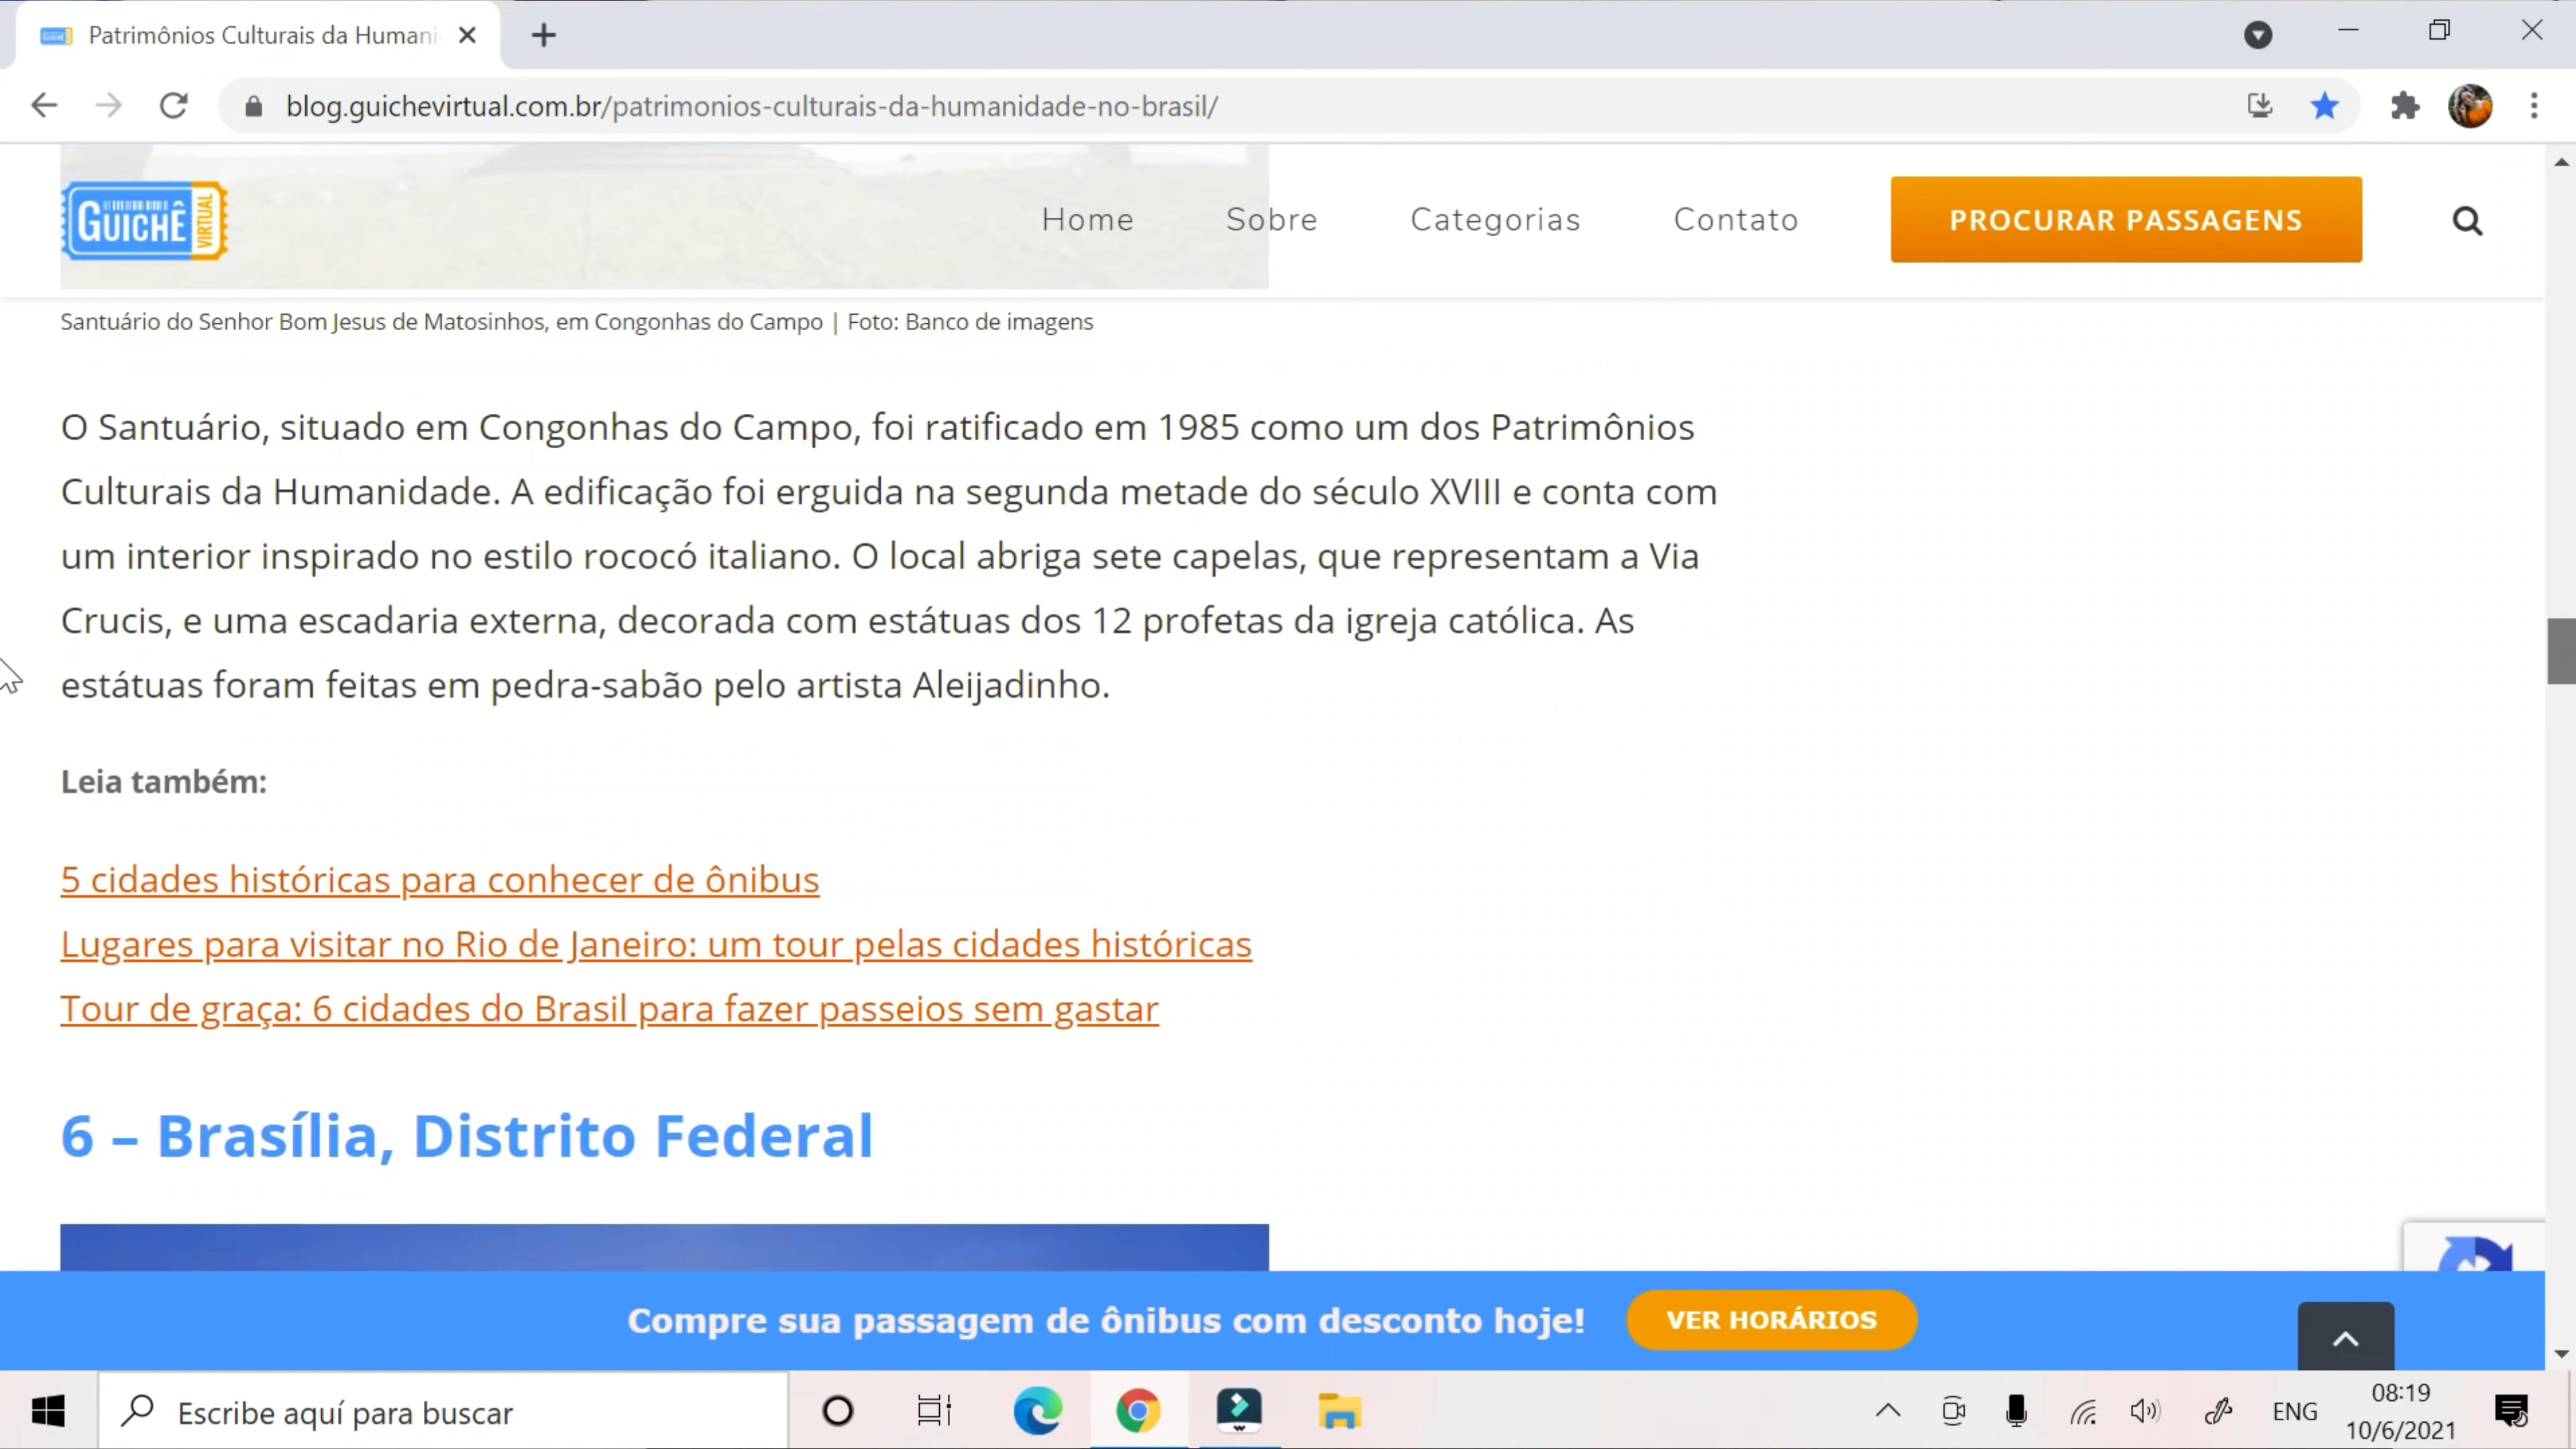 Patrimônios Culturais da Humani
blog.guichevirtual.com.br/patrimonios-culturais-da-humanidade-no-brasil/
GUICHÊ VIRTUAL
Home Sobre Categorias Contato PROCURAR PASSAGENS
Santuário do Senhor Bom Jesus de Matosinhos, em Congonhas do Campo | Foto: Banco de imagens
O Santuário, situado em Congonhas do Campo, foi ratificado em 1985 como um dos Patrimônios
Culturais da Humanidade. A edificação foi erguida na segunda metade do século XVIII e conta com
um interior inspirado no estilo rococó italiano. O local abriga sete capelas, que representam a Via
Crucis, e uma escadaria externa, decorada com estátuas dos 12 profetas da igreja católica. As
estátuas foram feitas em pedra-sabão pelo artista Aleijadinho.
Leia também:
5 cidades históricas para conhecer de ônibus
Lugares para visitar no Rio de Janeiro: um tour pelas cidades históricas
Tour de graça: 6 cidades do Brasil para fazer passeios sem gastar
6 – Brasília, Distrito Federal
Compre sua passagem de ônibus com desconto hoje! VER HORÁRIOS
Escribe aquí para buscar
ENG
08:19
10/6/2021